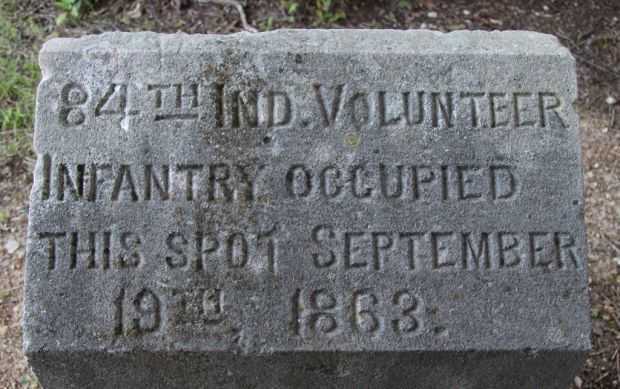 84TH IND. VOLUNTEER
INFANTRY OCCUPIED
THIS SPOT SEPTEMBER
19TH, 1863.